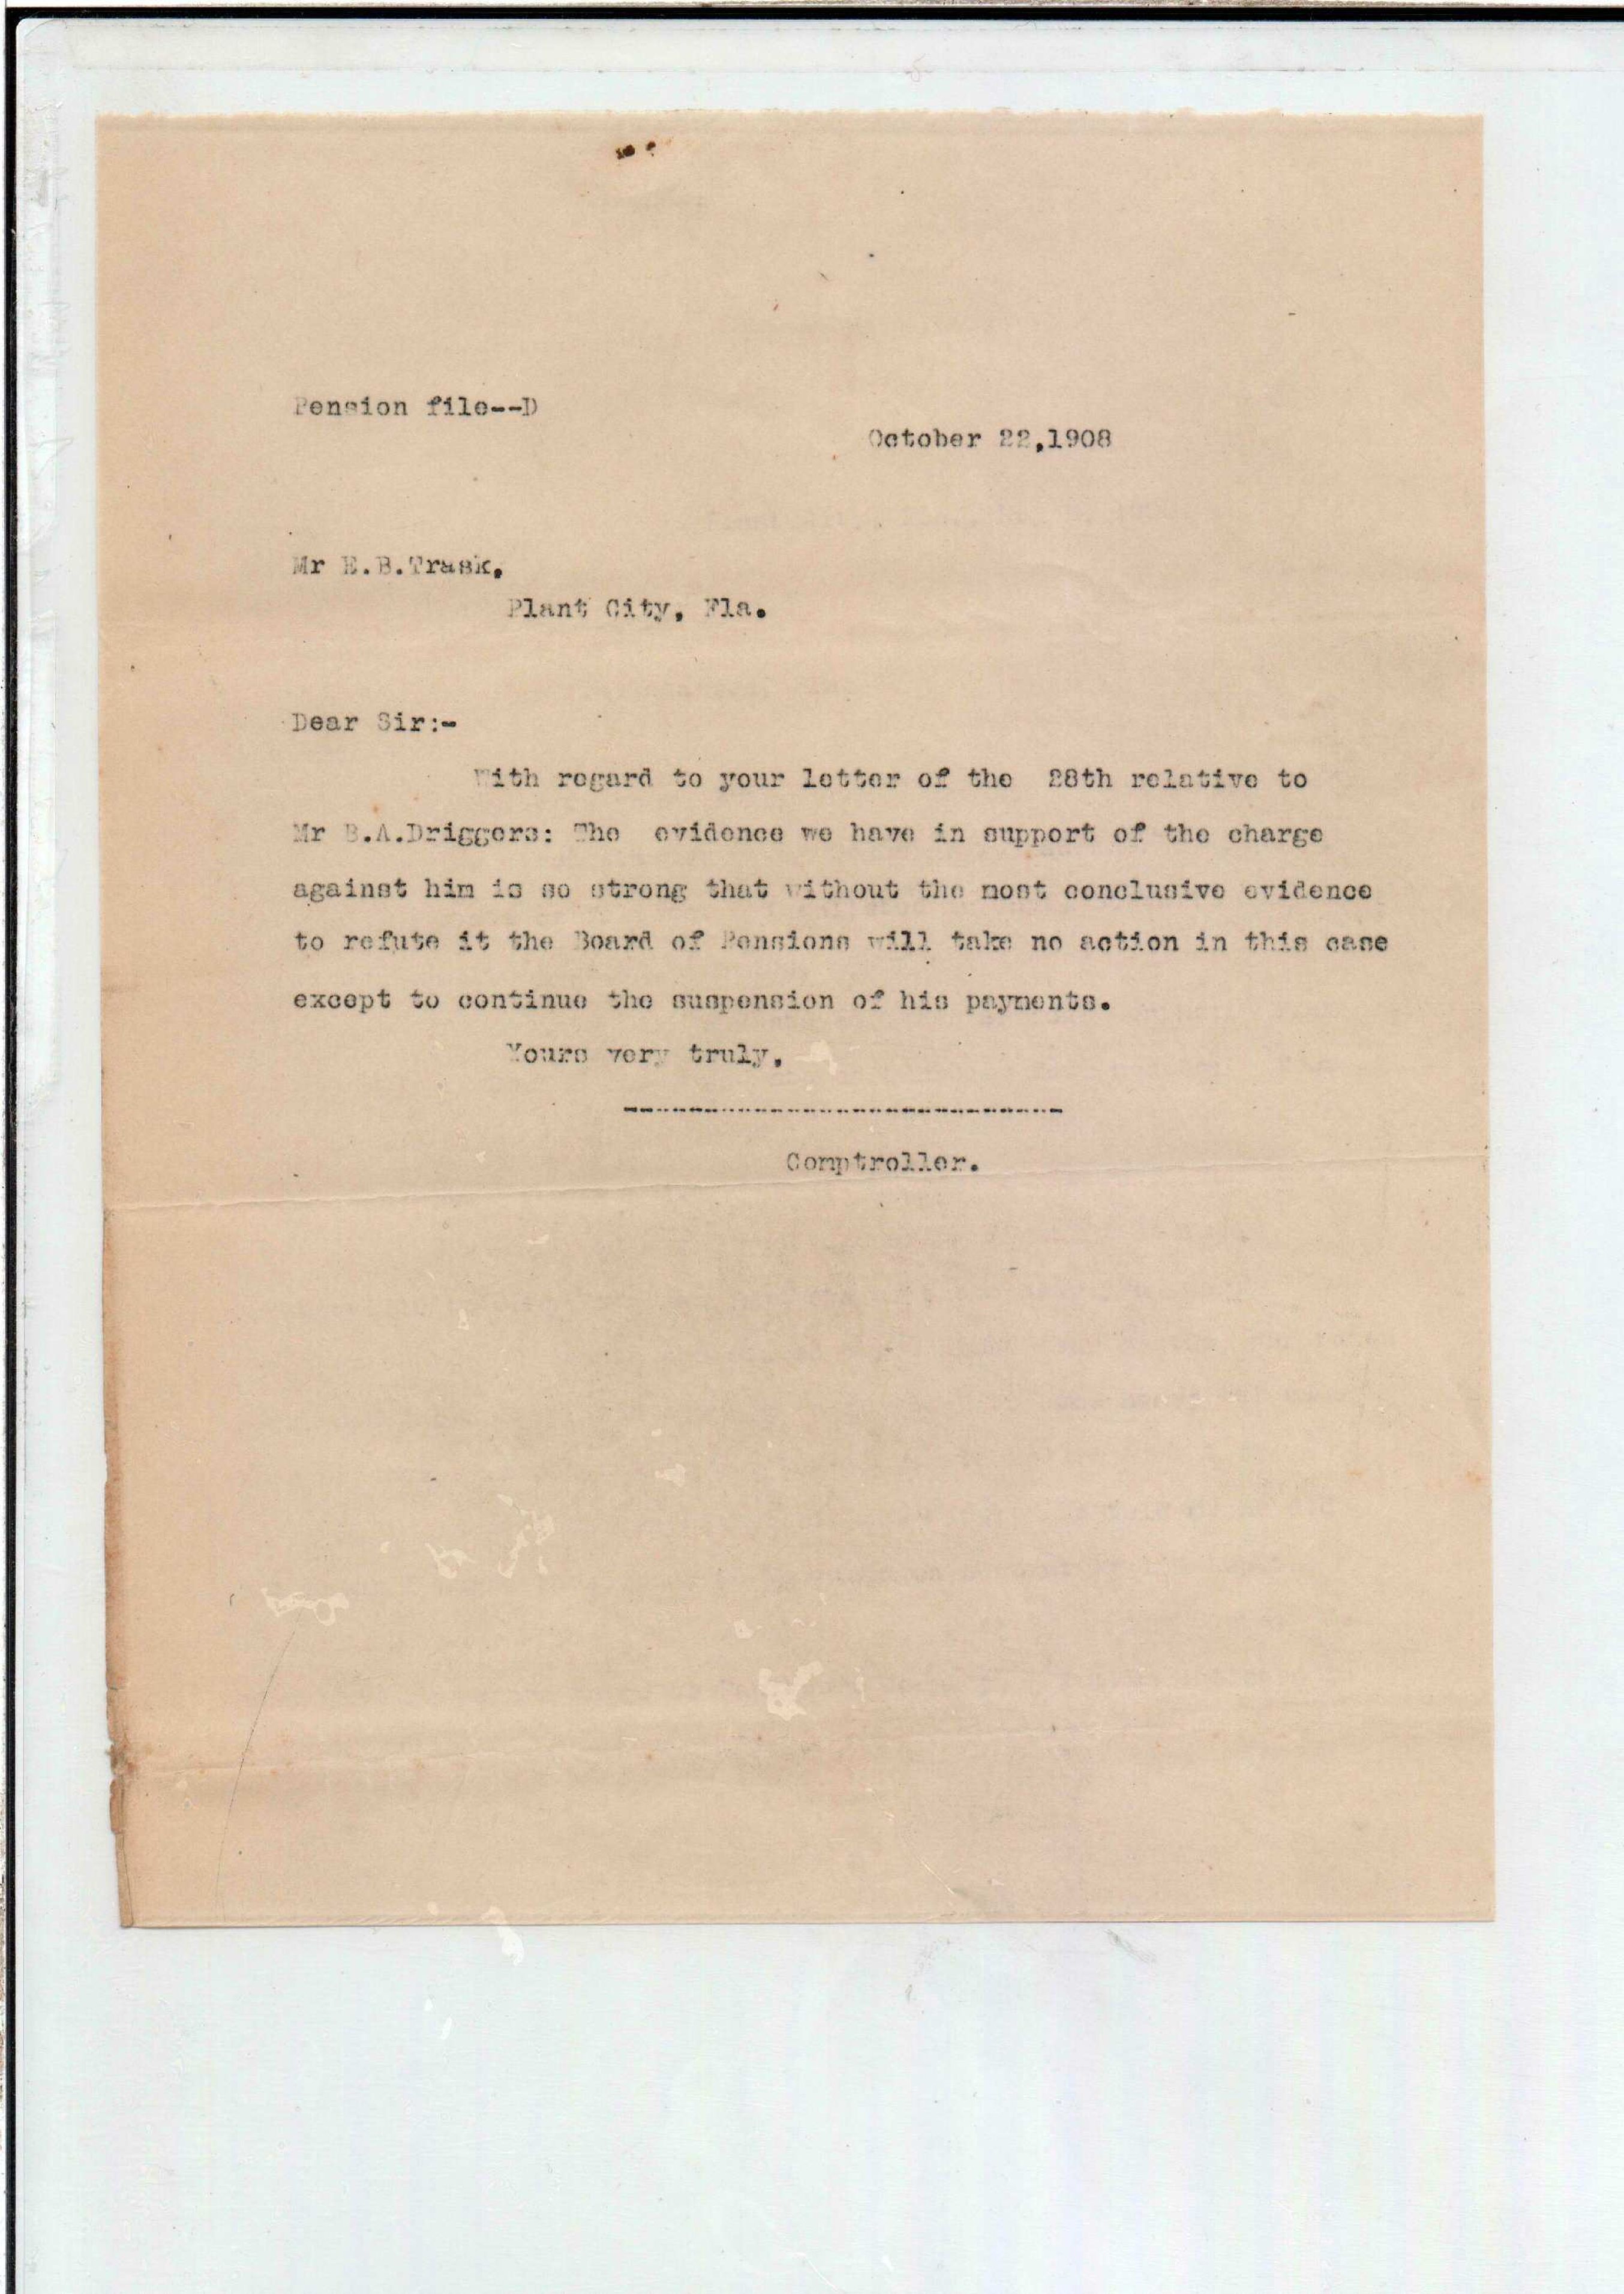 Pension file--D
October 22,1908
Mr E.B.Trask,
Plant City, Fla.
Dear Sir:-
With regard to your letter of the 28th relative to
Mr B.A.Driggers: The evidence we have in support of the charge
against him is so strong that without the most conclusive evidence
to refute it the Board of Pensions will take no action in this case
except to continue the suspension of his payments.
Yours very truly,
Comptroller.